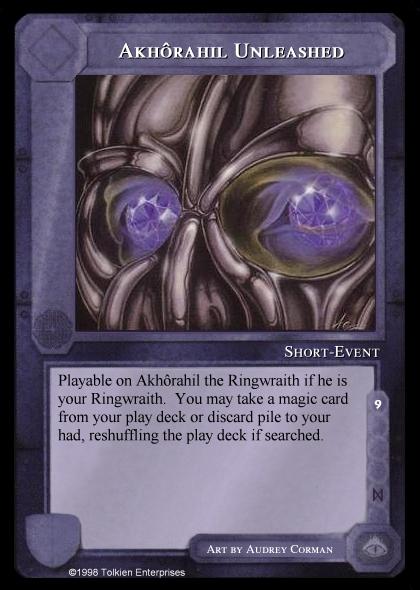 Akhôrahil Unleashed
Short-Event
Playable on Akhôrahil the Ringwraith if he is
your Ringwraith. You may take a magic card
from your play deck or discard pile to your
had, reshuffling the play deck if searched.
9
Art by Audrey Corman
©1998 Tolkien Enterprises